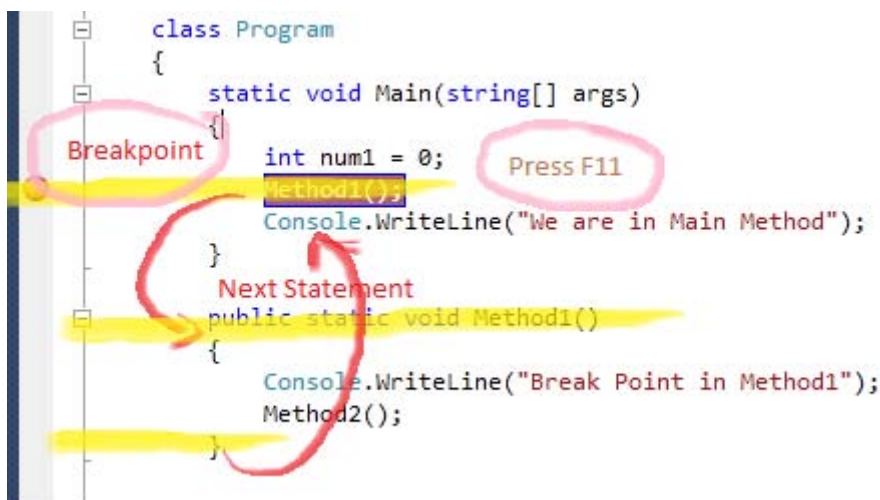 class Program
{
static void Main(string[] args)
{
Breakpoint
int num1 = 0;
Press F11
Method1();
Console.WriteLine("We are in Main Method");
}
Next Statement
public static void Method1()
{
Console.WriteLine("Break Point in Method1");
Method2();
}